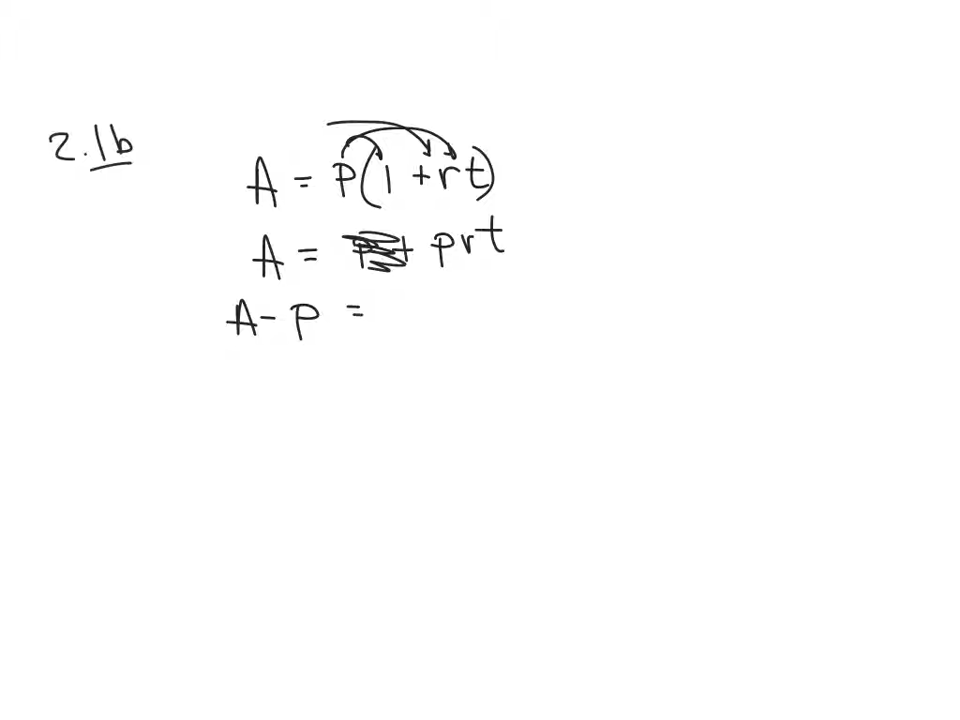 2.1b
A = P(1 + rt)
A = prt
A - P =